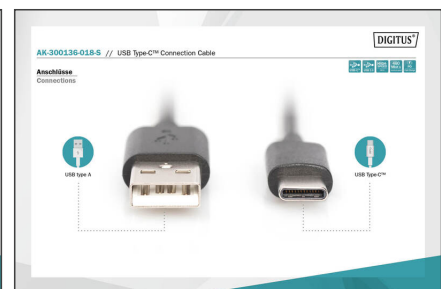 DIGITUS®
AK-300136-018-S // USB Type-C™ Connection Cable
Anschlüsse
Connections
USB type A
USB Type-C™